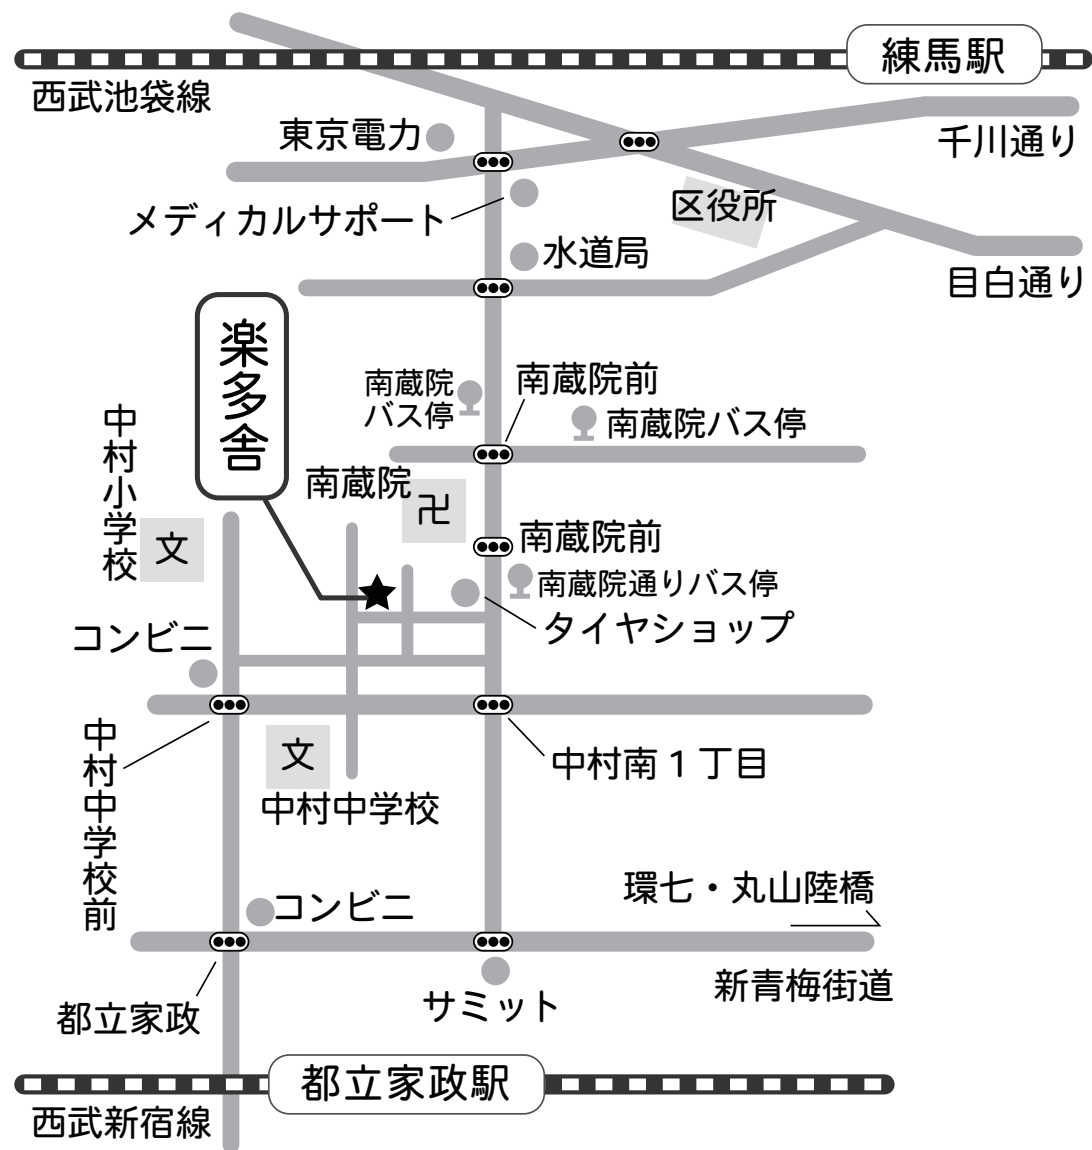 練馬駅
西武池袋線
東京電力
千川通り
メディカルサポート
区役所
水道局
目白通り
楽多舎
南蔵院
バス停
南蔵院前
南蔵院バス停
中村小学校
南蔵院
卍
文
南蔵院前
南蔵院通りバス停
タイヤショップ
コンビニ
中村中学校前
文
中村南1丁目
中村中学校
環七・丸山陸橋
コンビニ
新青梅街道
都立家政
サミット
都立家政駅
西武新宿線